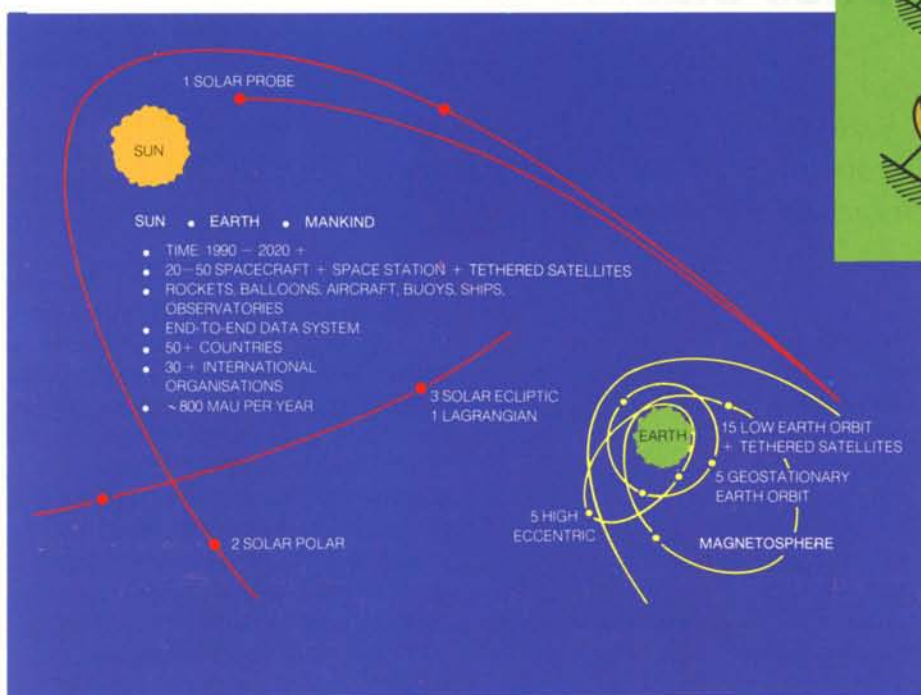 1 SOLAR PROBE
SUN
SUN • EARTH • MANKIND
• TIME 1990 — 2020 +
• 20—50 SPACECRAFT + SPACE STATION + TETHERED SATELLITES
• ROCKETS, BALLOONS, AIRCRAFT, BUOYS, SHIPS,
OBSERVATORIES
• END-TO-END DATA SYSTEM
• 50+ COUNTRIES
• 30 + INTERNATIONAL
ORGANISATIONS
• ~800 MAU PER YEAR
3 SOLAR ECLIPTIC
1 LAGRANGIAN
2 SOLAR POLAR
EARTH
15 LOW EARTH ORBIT
+ TETHERED SATELLITES
5 GEOSTATIONARY
EARTH ORBIT
5 HIGH
ECCENTRIC
MAGNETOSPHERE